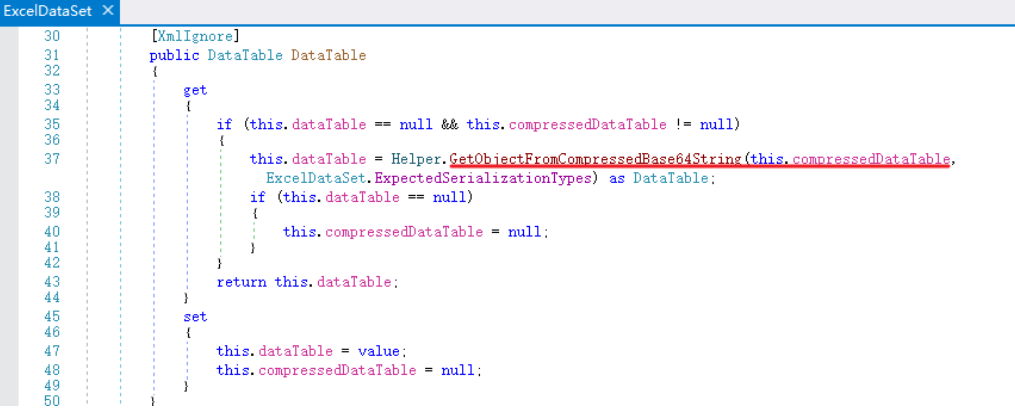 ExcelDataSet ×
30 [XmlIgnore]
31 public DataTable DataTable
32 {
33 get
34 {
35 if (this.dataTable == null && this.compressedDataTable != null)
36 {
37 this.dataTable = Helper.GetObjectFromCompressedBase64String(this.compressedDataTable,
ExcelDataSet.ExpectedSerializationTypes) as DataTable;
38 if (this.dataTable == null)
39 {
40 this.compressedDataTable = null;
41 }
42 }
43 return this.dataTable;
44 }
45 set
46 {
47 this.dataTable = value;
48 this.compressedDataTable = null;
49 }
50 }